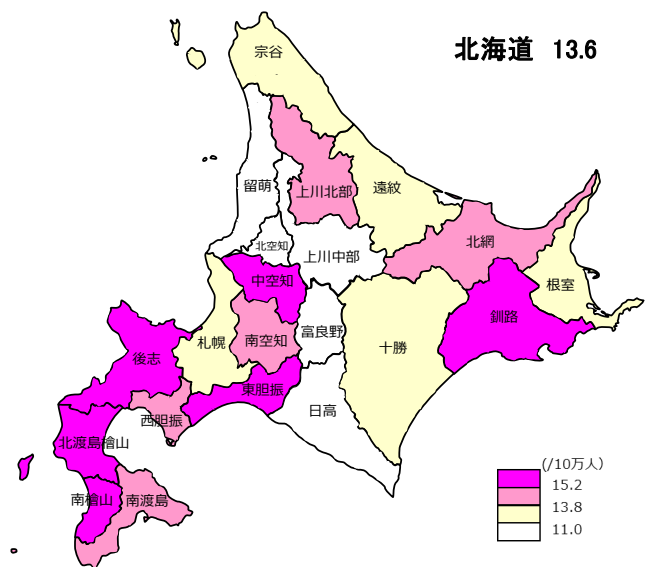 北海道 13.6
宗谷
留萌
上川北部
遠紋
北網
北空知
上川中部
中空知
根室
釧路
札幌
南空知
富良野
十勝
後志
東胆振
日高
西胆振
北渡島檜山
南檜山
南渡島
(/10万人)
15.2
13.8
11.0